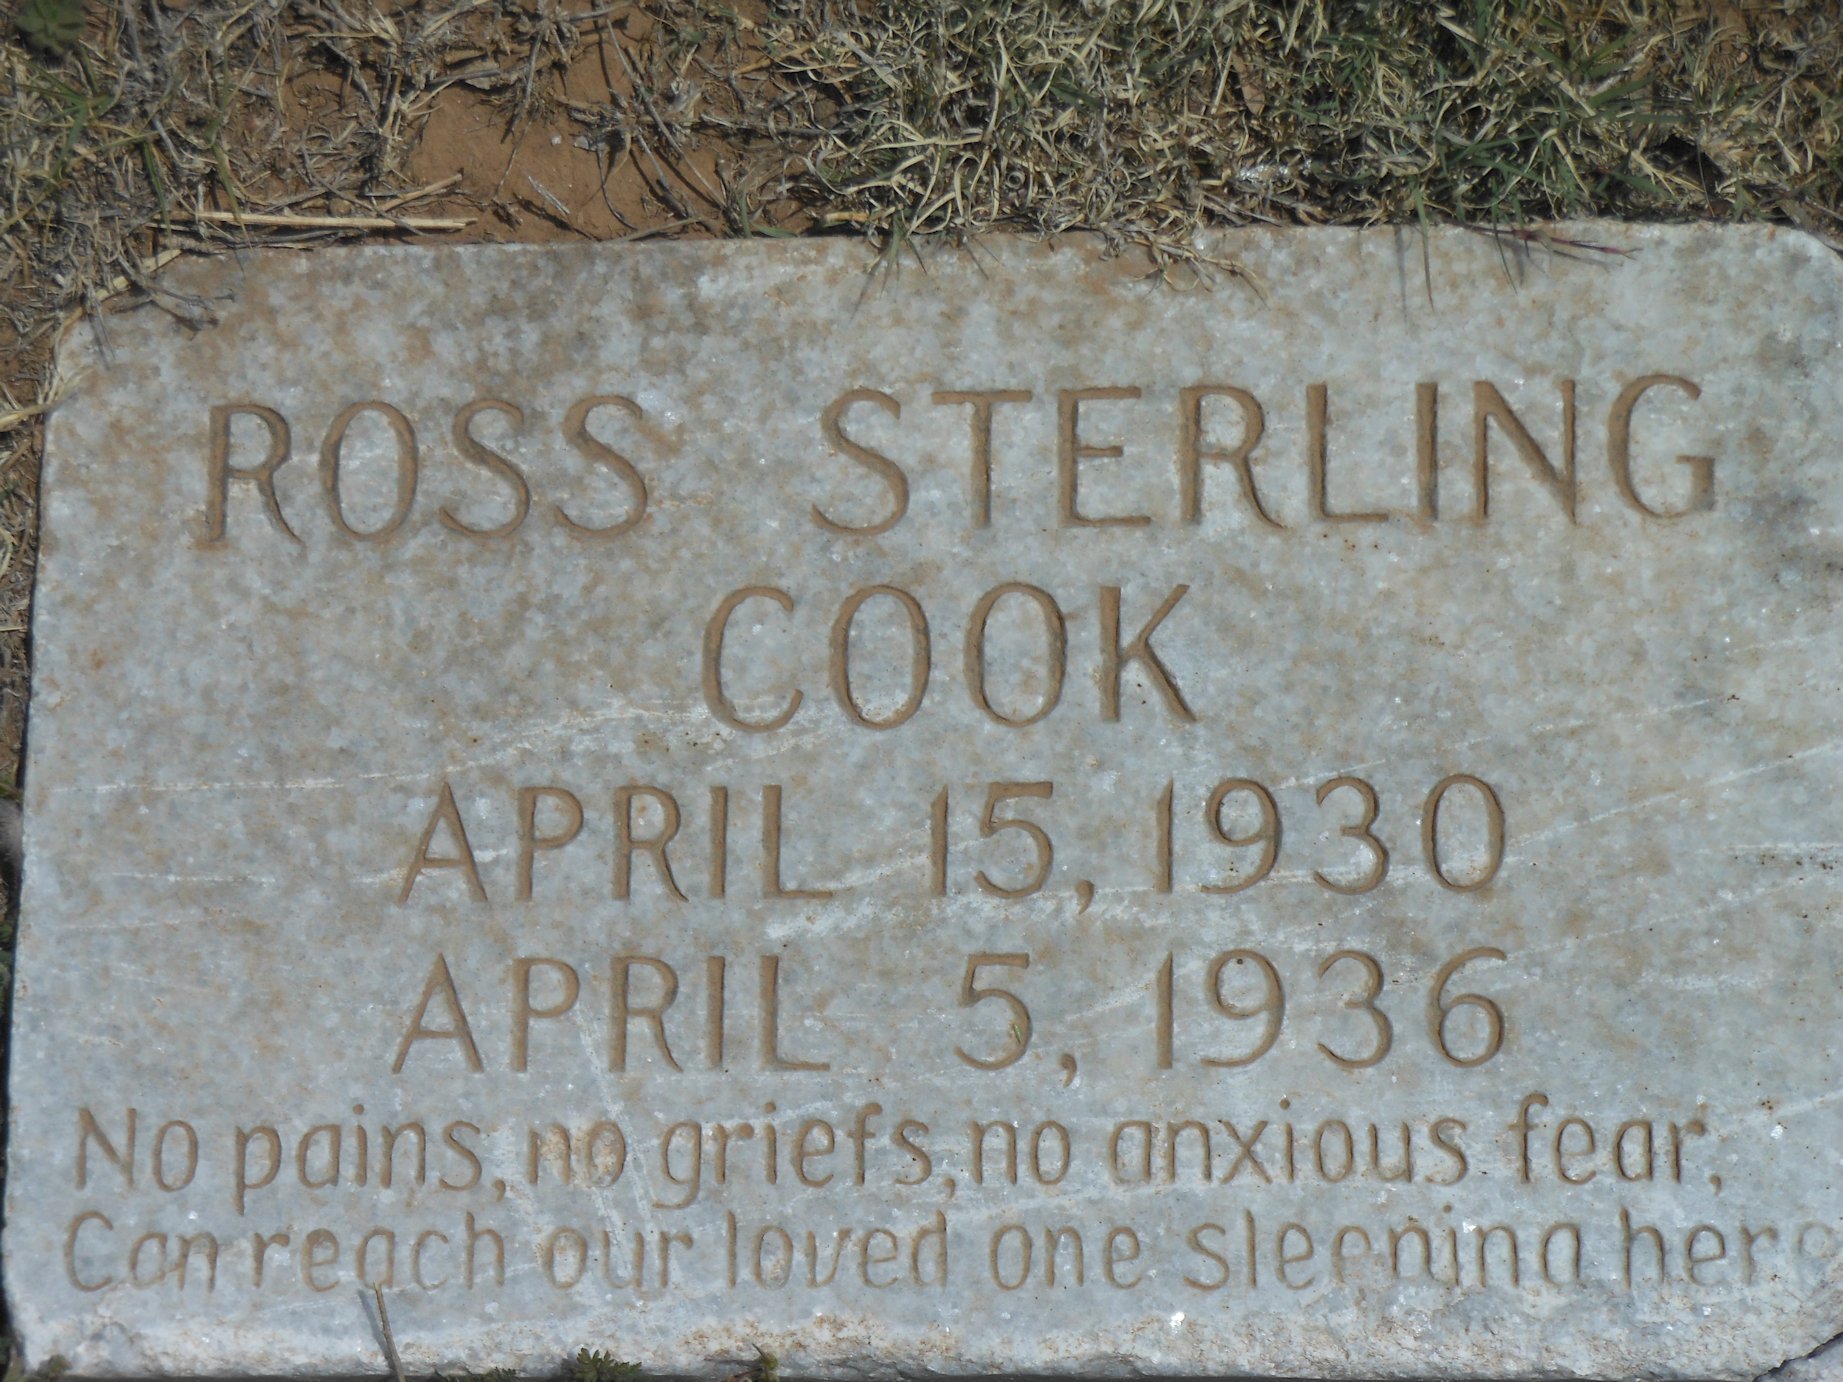 ROSS STERLING
COOK
APRIL 15, 1930
APRIL 5, 1936
No pains, no griefs, no anxious fear,
Can reach our loved one sleeping here